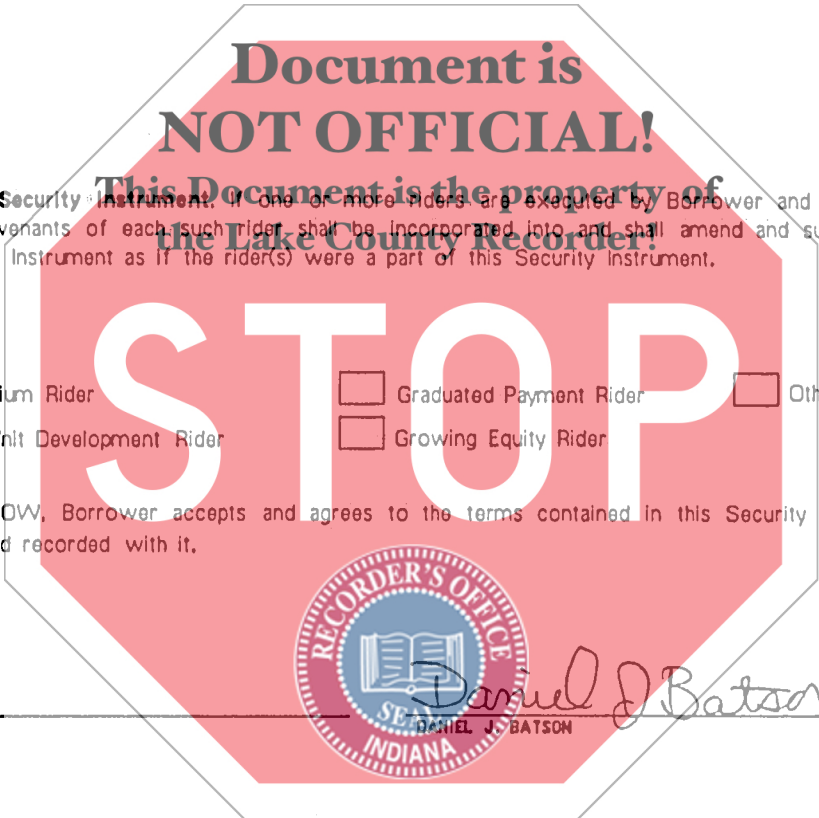 Document is
NOT OFFICIAL!
This Document is the property of
the Lake County Recorder!
Security Instrument. If one or more riders are executed by Borrower and
venants of each such rider shall be incorporated into and shall amend and su
Instrument as if the rider(s) were a part of this Security Instrument.
STOP
ium Rider
Graduated Payment Rider
Oth
nit Development Rider
Growing Equity Rider
OW, Borrower accepts and agrees to the terms contained in this Security
d recorded with it.
RECORDER'S OFFICE
SEAL
INDIANA
Daniel J Batson
DANIEL J. BATSON